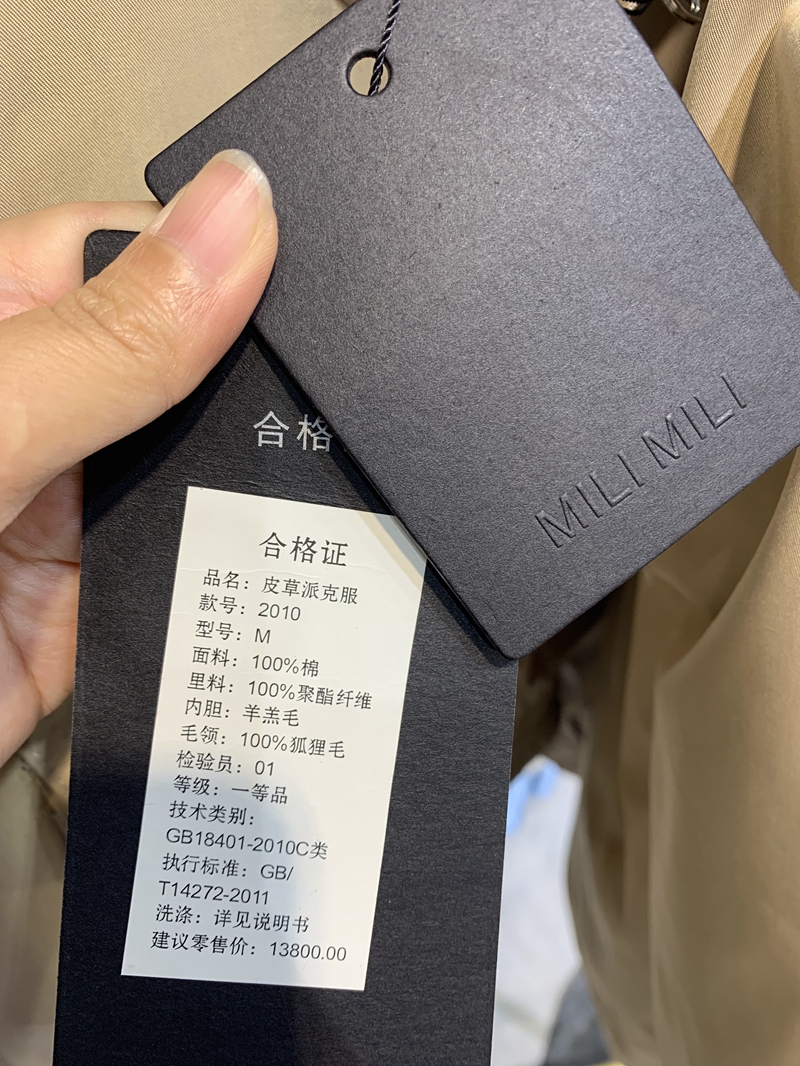 MILI MILI
合格
合格证
品名：皮草派克服
款号：2010
型号：M
面料：100%棉
里料：100%聚酯纤维
内胆：羊羔毛
毛领：100%狐狸毛
检验员：01
等级：一等品
技术类别：
GB18401-2010C类
执行标准：GB/
T14272-2011
洗涤：详见说明书
建议零售价：13800.00